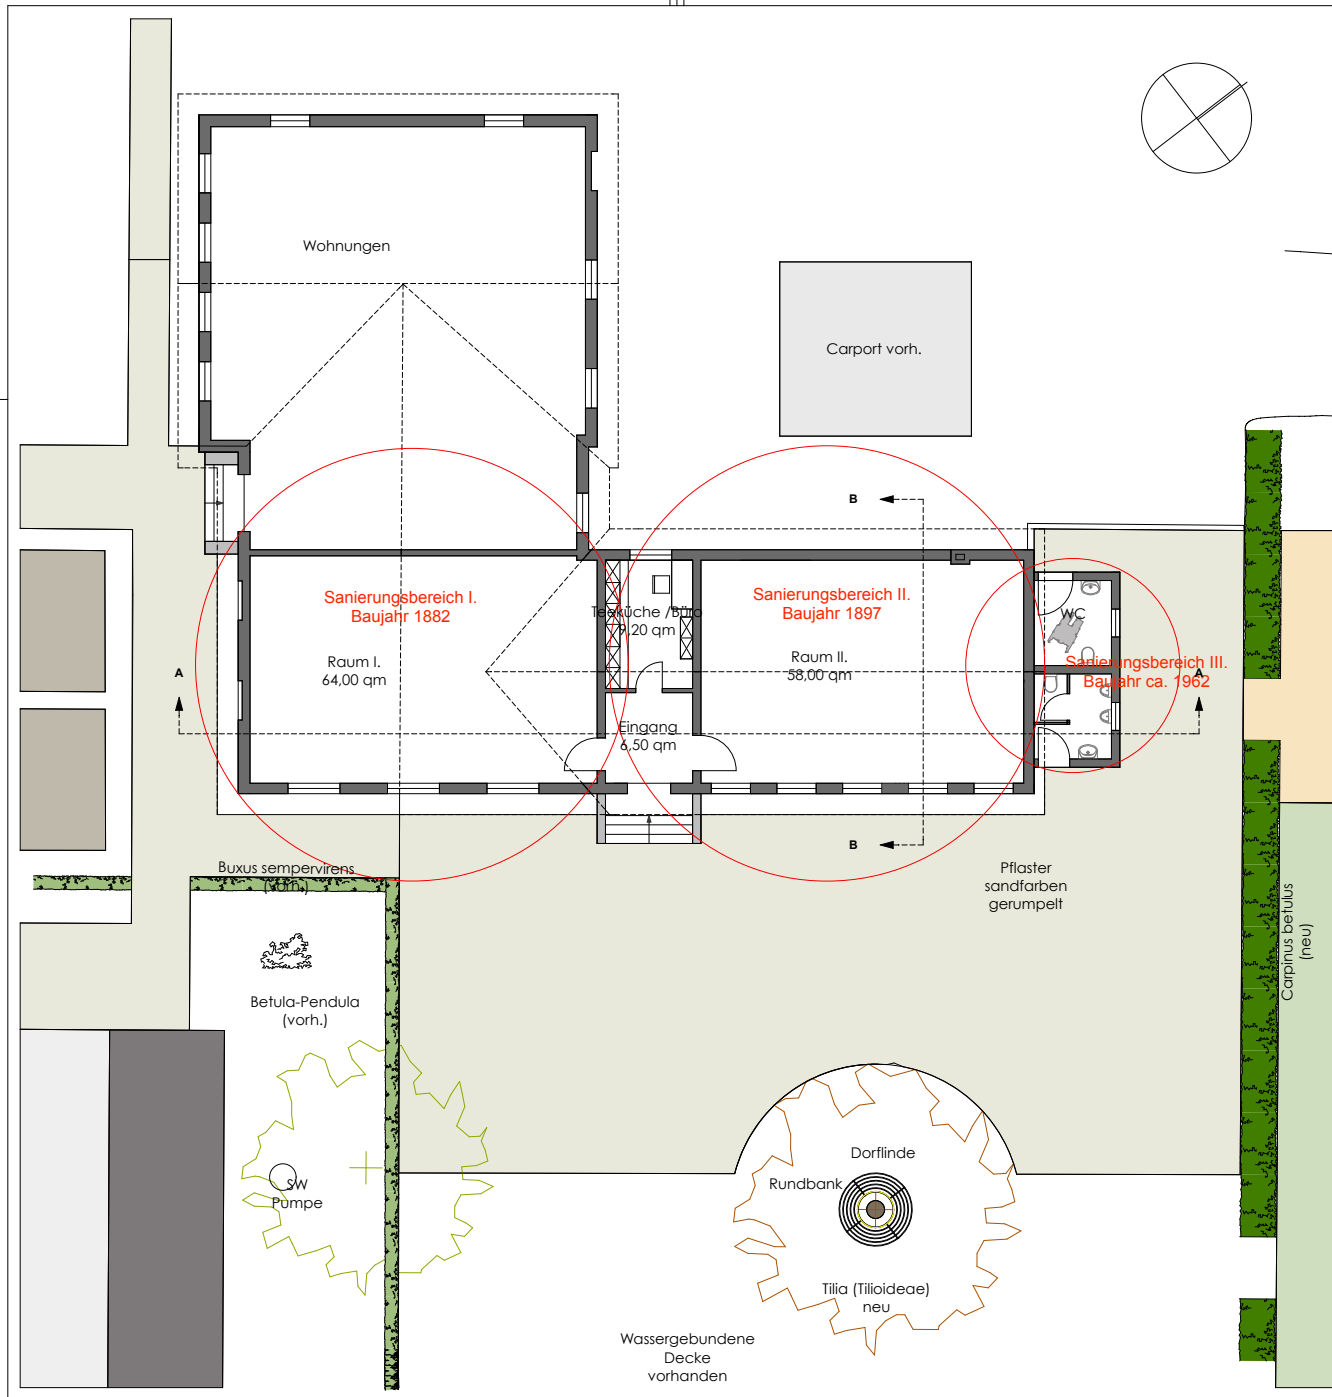 Wohnungen
Carport vorh.
B
Sanierungsbereich I.
Baujahr 1882
Teeküche /Büro
9,20 qm
Sanierungsbereich II.
Baujahr 1897
WC
Raum I.
64,00 qm
Raum II.
58,00 qm
Sanierungsbereich III.
Baujahr ca. 1962
A
A
Eingang
6,50 qm
B
Buxus sempervirens
(vorh.)
Pflaster
sandfarben
gerumpelt
Carpinus betulus
(neu)
Betula-Pendula
(vorh.)
Dorflinde
Rundbank
SW
Pumpe
Tilia (Tilioideae)
neu
Wassergebundene
Decke
vorhanden